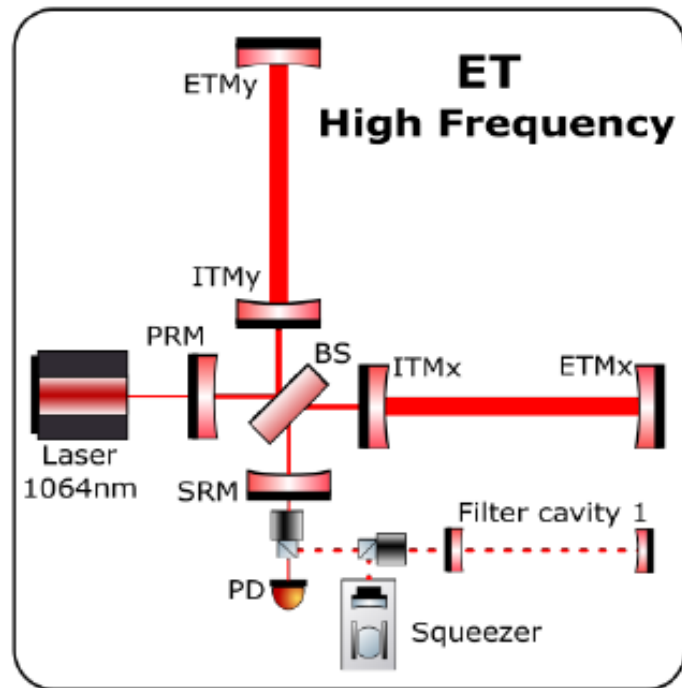 ET
High Frequency
ETMy
ITMy
PRM
BS
ITMx
ETMx
Laser
1064nm
SRM
Filter cavity 1
PD
Squeezer